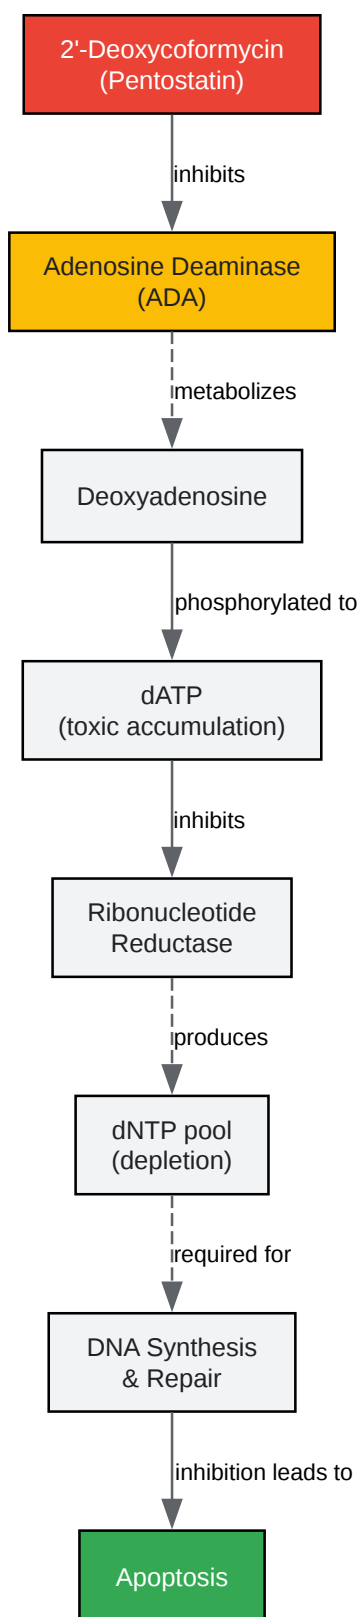 2'-Deoxycoformycin
(Pentostatin)
inhibits
Adenosine Deaminase
(ADA)
metabolizes
Deoxyadenosine
phosphorylated to
dATP
(toxic accumulation)
inhibits
Ribonucleotide
Reductase
produces
dNTP pool
(depletion)
required for
DNA Synthesis
& Repair
inhibition leads to
Apoptosis